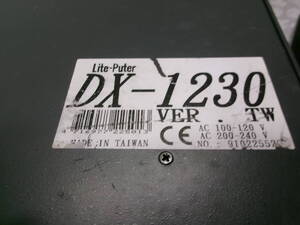 Lite-Puter
DX-1230
VER. TW
CE
AC 100-120 V
AC 200-240 V
MADE IN TAIWAN